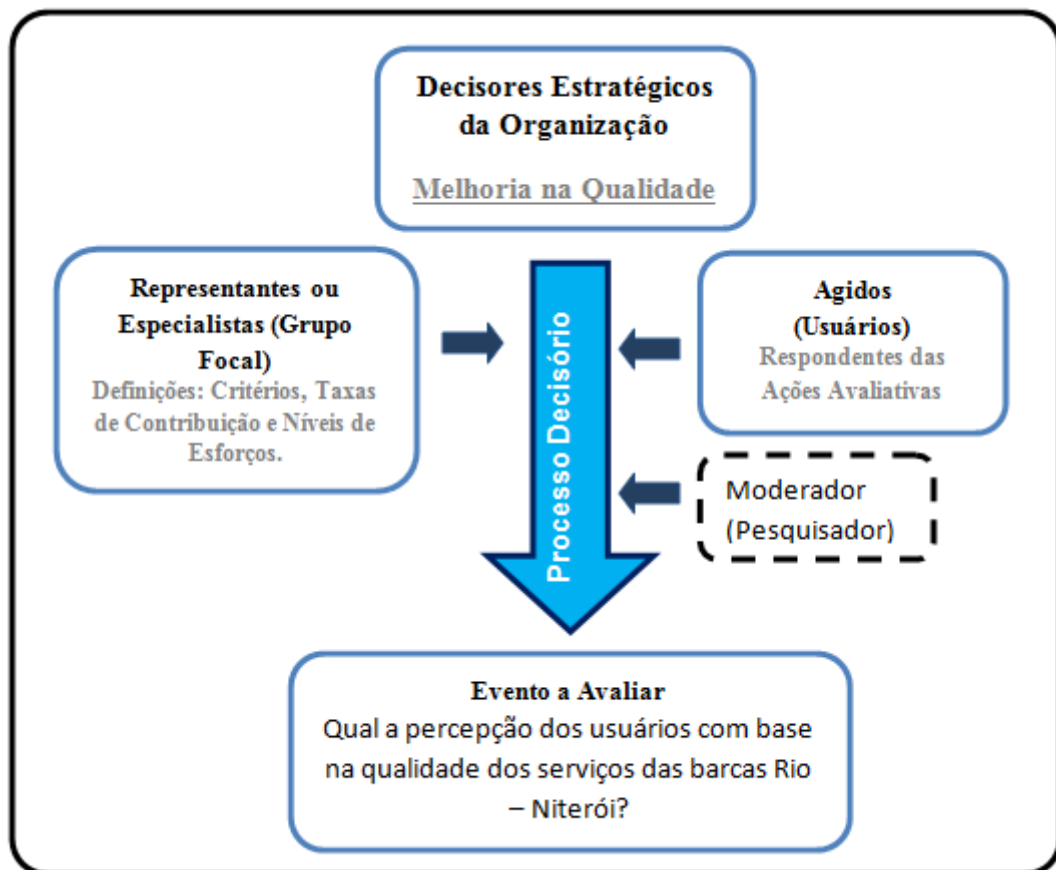 Decisores Estratégicos
da Organização
Melhoria na Qualidade
Representantes ou
Especialistas (Grupo
Focal)
Definições: Critérios, Taxas
de Contribuição e Níveis de
Esforços.
Processo Decisório
Agidos
(Usuários)
Respondentes das
Ações Avaliativas
Moderador
(Pesquisador)
Evento a Avaliar
Qual a percepção dos usuários com base
na qualidade dos serviços das barcas Rio
– Niterói?